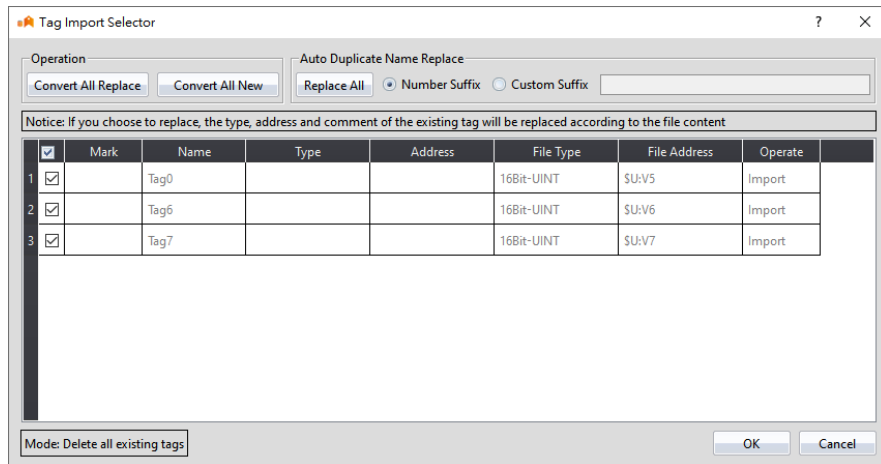 Tag Import Selector
?
Operation
Auto Duplicate Name Replace
Convert All Replace
Convert All New
Replace All
Number Suffix
Custom Suffix
Notice: If you choose to replace, the type, address and comment of the existing tag will be replaced according to the file content
Mark Name Type Address File Type File Address Operate
1 Tag0 16Bit-UINT $U:V5 Import
2 Tag6 16Bit-UINT $U:V6 Import
3 Tag7 16Bit-UINT $U:V7 Import
Mode: Delete all existing tags
OK
Cancel